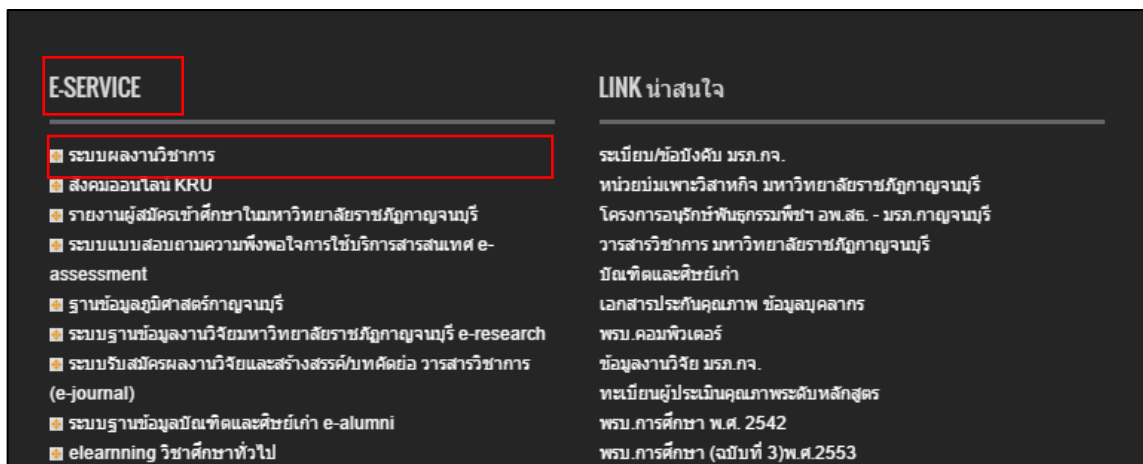 E-SERVICE
ระบบผลงานวิชาการ
สังคมออนไลน์ KRU
รายงานผู้สมัครเข้าศึกษาในมหาวิทยาลัยราชภัฏกาญจนบุรี
ระบบแบบสอบถามความพึงพอใจการใช้บริการสารสนเทศ e-
assessment
ฐานข้อมูลภูมิศาสตร์กาญจนบุรี
ระบบฐานข้อมูลงานวิจัยมหาวิทยาลัยราชภัฏกาญจนบุรี e-research
ระบบรับสมัครผลงานวิจัยและสร้างสรรค์/บทคัดย่อ วารสารวิชาการ
(e-journal)
ระบบฐานข้อมูลบัณฑิตและศิษย์เก่า e-alumni
elearnning วิชาศึกษาทั่วไป
LINK น่าสนใจ
ระเบียบ/ข้อบังคับ มรภ.กจ.
หน่วยบ่มเพาะวิสาหกิจ มหาวิทยาลัยราชภัฏกาญจนบุรี
โครงการอนุรักษ์พันธุกรรมพืชฯ อพ.สธ. - มรภ.กาญจนบุรี
วารสารวิชาการ มหาวิทยาลัยราชภัฏกาญจนบุรี
บัณฑิตและศิษย์เก่า
เอกสารประกันคุณภาพ ข้อมูลบุคลากร
พรบ.คอมพิวเตอร์
ข้อมูลงานวิจัย มรภ.กจ.
ทะเบียนผู้ประเมินคุณภาพระดับหลักสูตร
พรบ.การศึกษา พ.ศ. 2542
พรบ.การศึกษา (ฉบับที่ 3)พ.ศ.2553